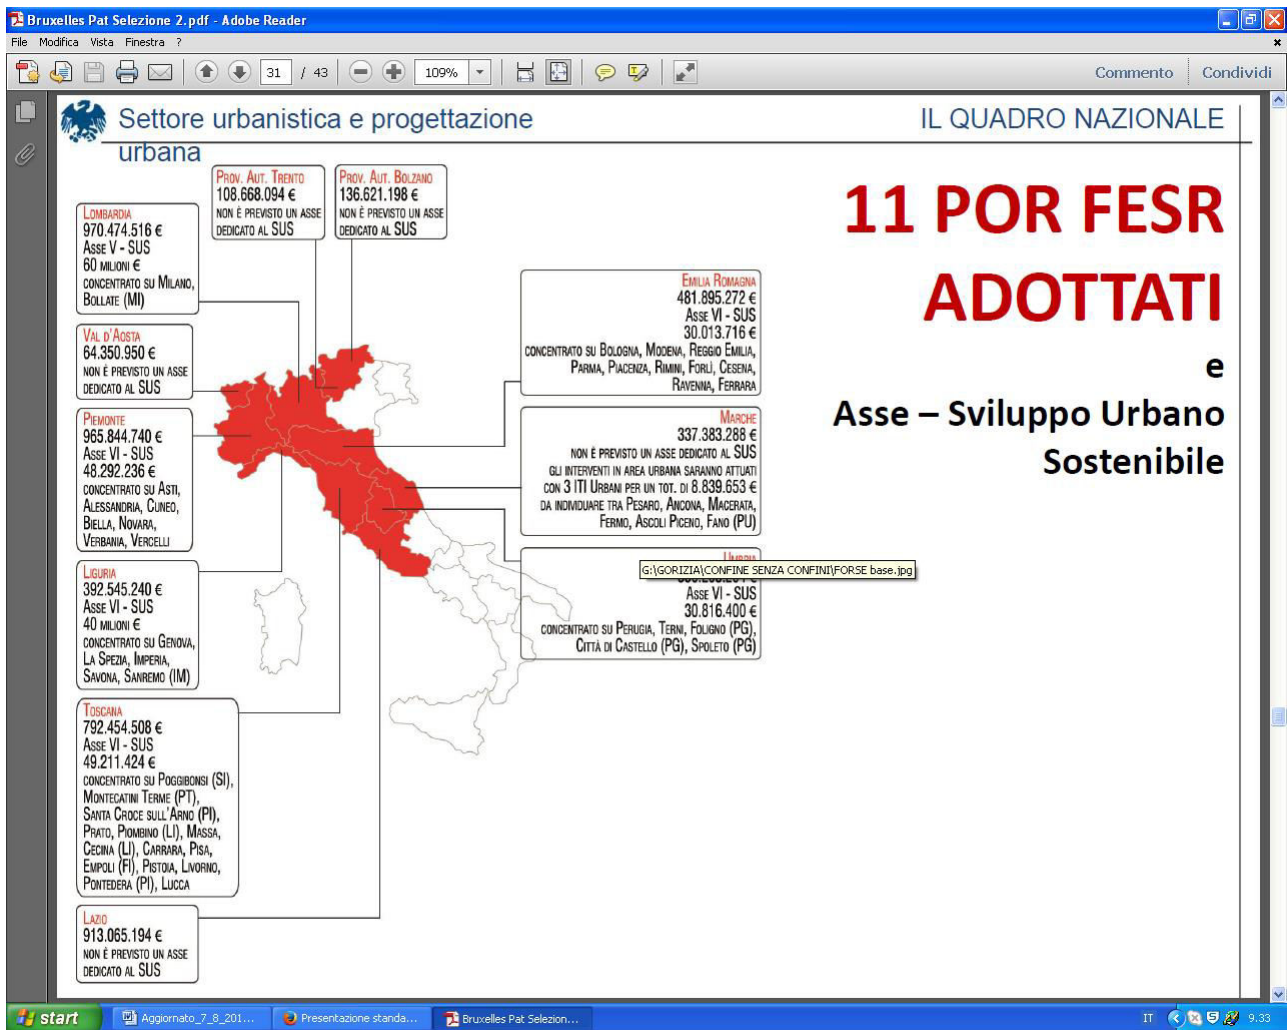 Bruxelles Pat Selezione 2.pdf - Adobe Reader
File Modifica Vista Finestra ?
31 / 43 109% Commento Condividi
Settore urbanistica e progettazione
urbana
IL QUADRO NAZIONALE
11 POR FESR
ADOTTATI
e
Asse – Sviluppo Urbano
Sostenibile
PROV. AUT. TRENTO
108.668.094 €
NON È PREVISTO UN ASSE
DEDICATO AL SUS
PROV. AUT. BOLZANO
136.621.198 €
NON È PREVISTO UN ASSE
DEDICATO AL SUS
LOMBARDIA
970.474.516 €
ASSE V - SUS
60 MILIONI €
CONCENTRATO SU MILANO,
BOLLATE (MI)
VAL D'AOSTA
64.350.950 €
NON È PREVISTO UN ASSE
DEDICATO AL SUS
PIEMONTE
965.844.740 €
ASSE VI - SUS
48.292.236 €
CONCENTRATO SU ASTI,
ALESSANDRIA, CUNEO,
BIELLA, NOVARA,
VERBANIA, VERCELLI
LIGURIA
392.545.240 €
ASSE VI - SUS
40 MILIONI €
CONCENTRATO SU GENOVA,
LA SPEZIA, IMPERIA,
SAVONA, SANREMO (IM)
TOSCANA
792.454.508 €
ASSE VI - SUS
49.211.424 €
CONCENTRATO SU POGGIBONSI (SI),
MONTECATINI TERME (PT),
SANTA CROCE SULL'ARNO (PI),
PRATO, PIOMBINO (LI), MASSA,
CECINA (LI), CARRARA, PISA,
EMPOLI (FI), PISTOIA, LIVORNO,
PONTEDERA (PI), LUCCA
LAZIO
913.065.194 €
NON È PREVISTO UN ASSE
DEDICATO AL SUS
EMILIA ROMAGNA
481.895.272 €
ASSE VI - SUS
30.013.716 €
CONCENTRATO SU BOLOGNA, MODENA, REGGIO EMILIA,
PARMA, PIACENZA, RIMINI, FORLÌ, CESENA,
RAVENNA, FERRARA
MARCHE
337.383.288 €
NON È PREVISTO UN ASSE DEDICATO AL SUS
GLI INTERVENTI IN AREA URBANA SARANNO ATTUATI
CON 3 ITI URBANI PER UN TOT. DI 8.839.653 €
DA INDIVIDUARE TRA PESARO, ANCONA, MACERATA,
FERMO, ASCOLI PICENO, FANO (PU)
UMBRIA
G:\GORIZIA\CONFINE SENZA CONFINI\FORSE base.jpg
ASSE VI - SUS
30.816.400 €
CONCENTRATO SU PERUGIA, TERNI, FOLIGNO (PG),
CITTÀ DI CASTELLO (PG), SPOLETO (PG)
start Aggiornato_7_8_201... Presentazione standa... Bruxelles Pat Selezion... IT 9.33